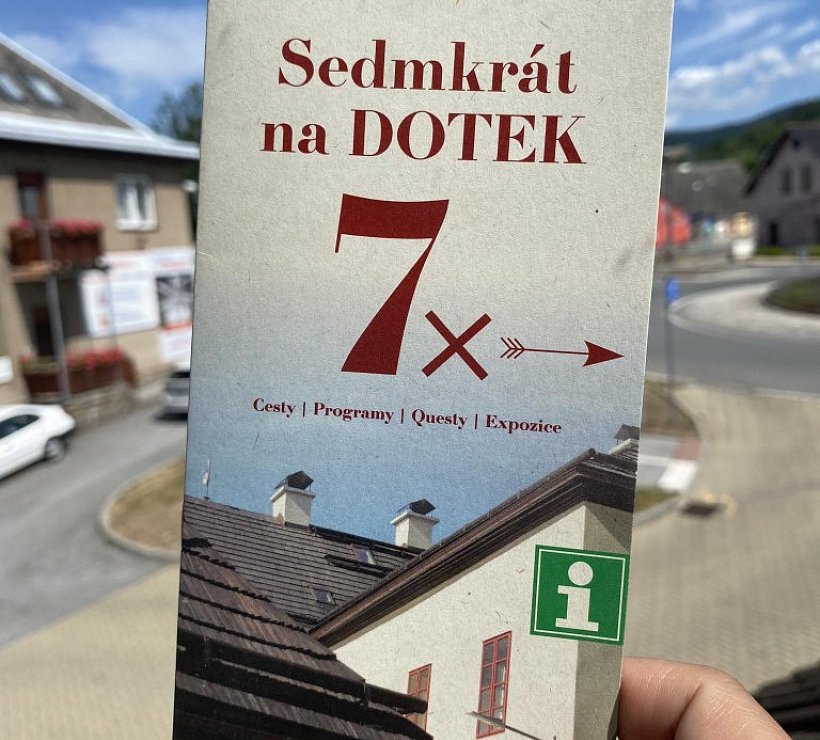 Sedmkrát
na DOTEK
7×
Cesty | Programy | Questy | Expozice
i